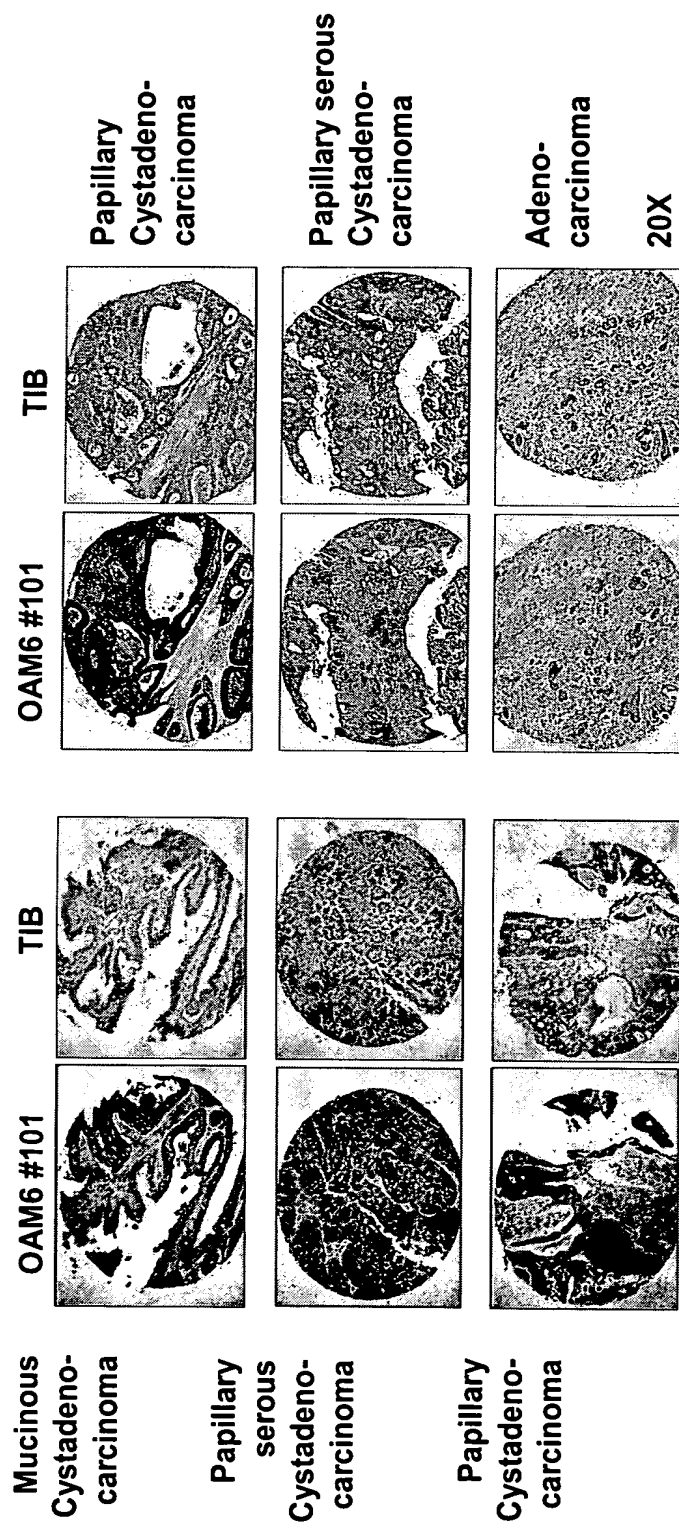 OAM6 #101
TIB
OAM6 #101
TIB
Mucinous
Cystadeno-
carcinoma
Papillary
Cystadeno-
carcinoma
Papillary
serous
Cystadeno-
carcinoma
Papillary serous
Cystadeno-
carcinoma
Papillary
Cystadeno-
carcinoma
Adeno-
carcinoma
20X